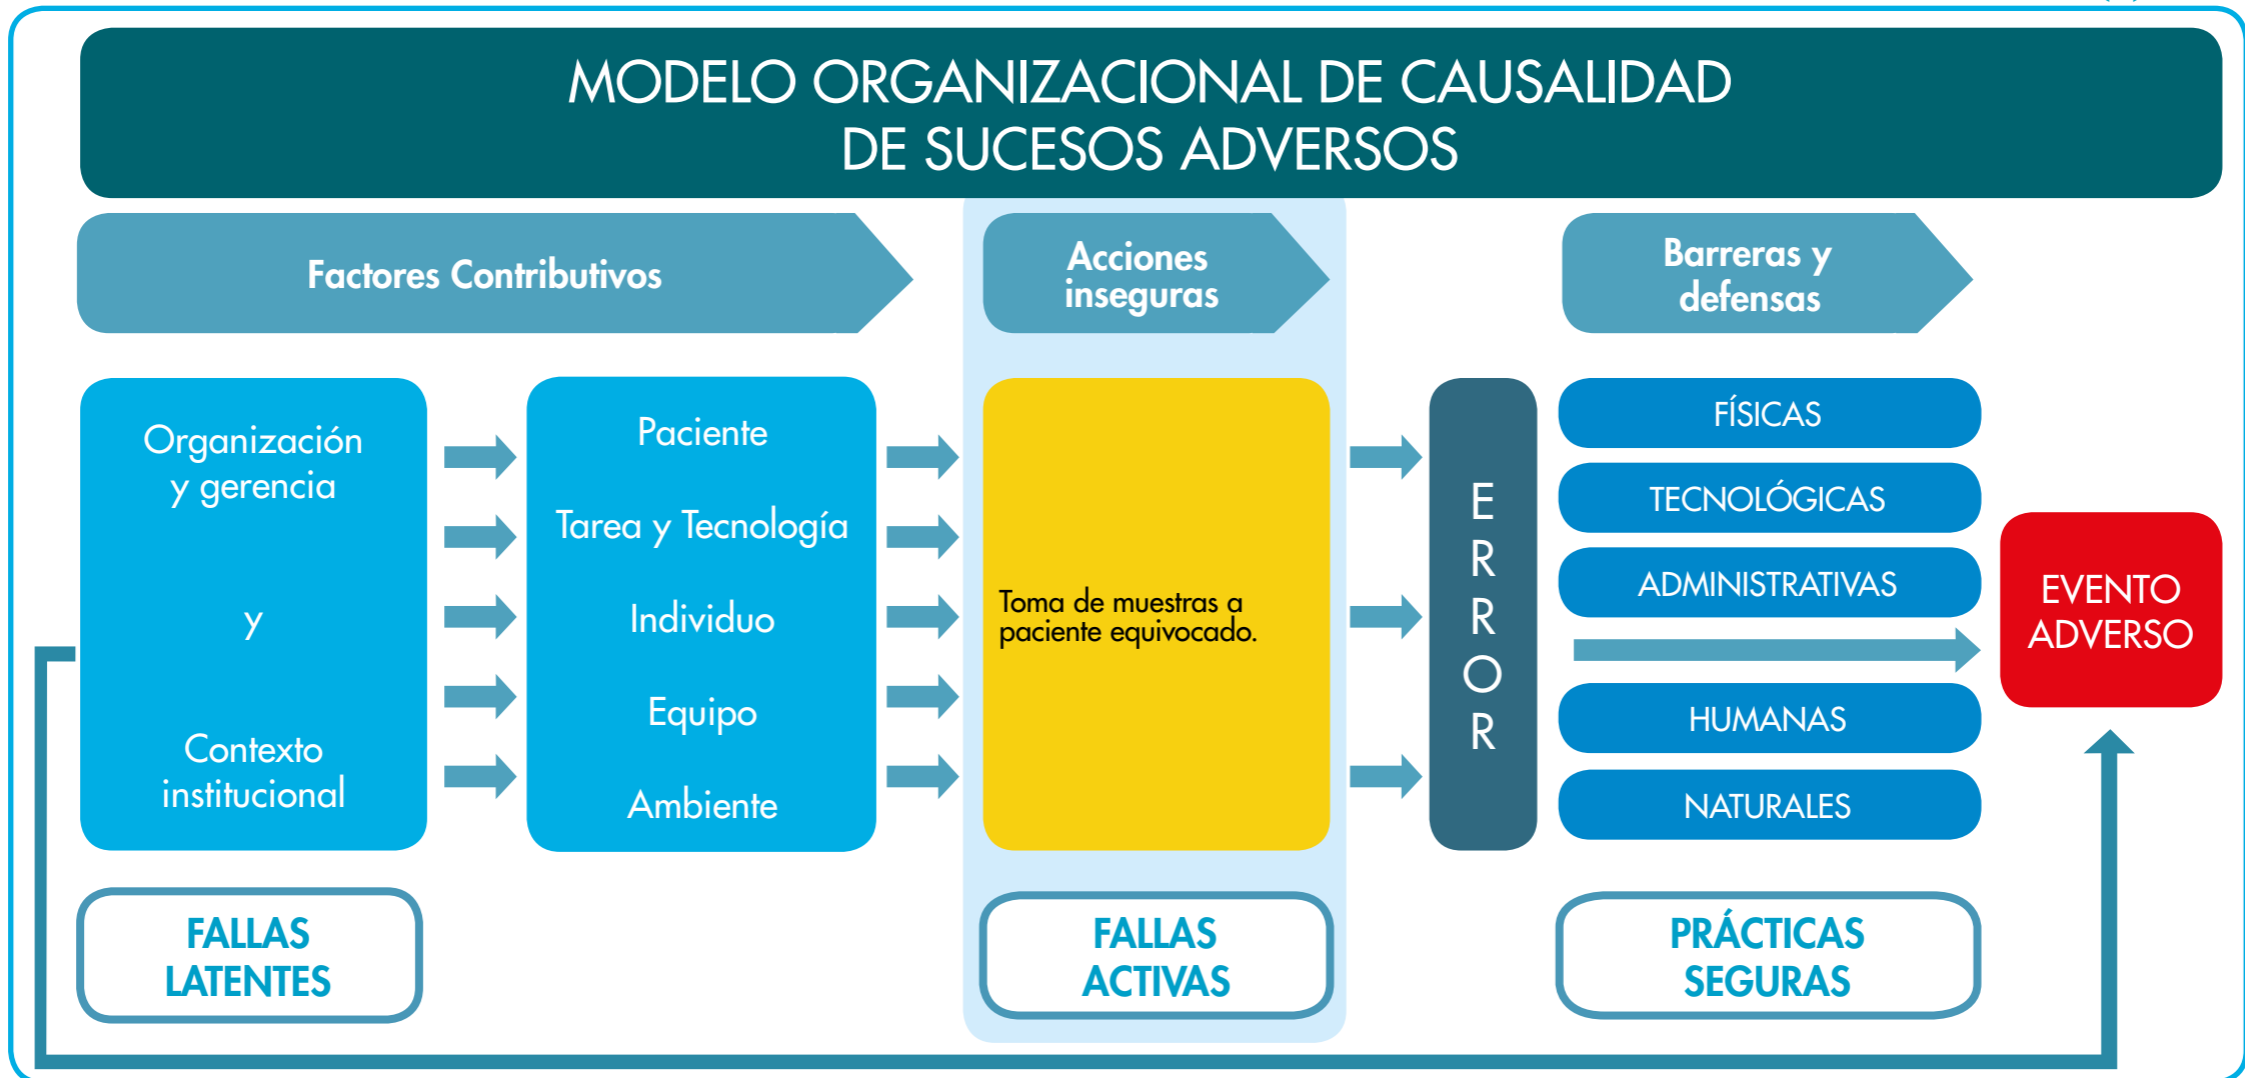 MODELO ORGANIZACIONAL DE CAUSALIDAD
DE SUCESOS ADVERSOS
Factores Contributivos
Acciones
inseguras
Barreras y
defensas
Organización
y gerencia
y
Contexto
institucional
Paciente
Tarea y Tecnología
Individuo
Equipo
Ambiente
Toma de muestras a
paciente equivocado.
E
R
R
O
R
FÍSICAS
TECNOLÓGICAS
ADMINISTRATIVAS
HUMANAS
NATURALES
EVENTO
ADVERSO
FALLAS
LATENTES
FALLAS
ACTIVAS
PRÁCTICAS
SEGURAS